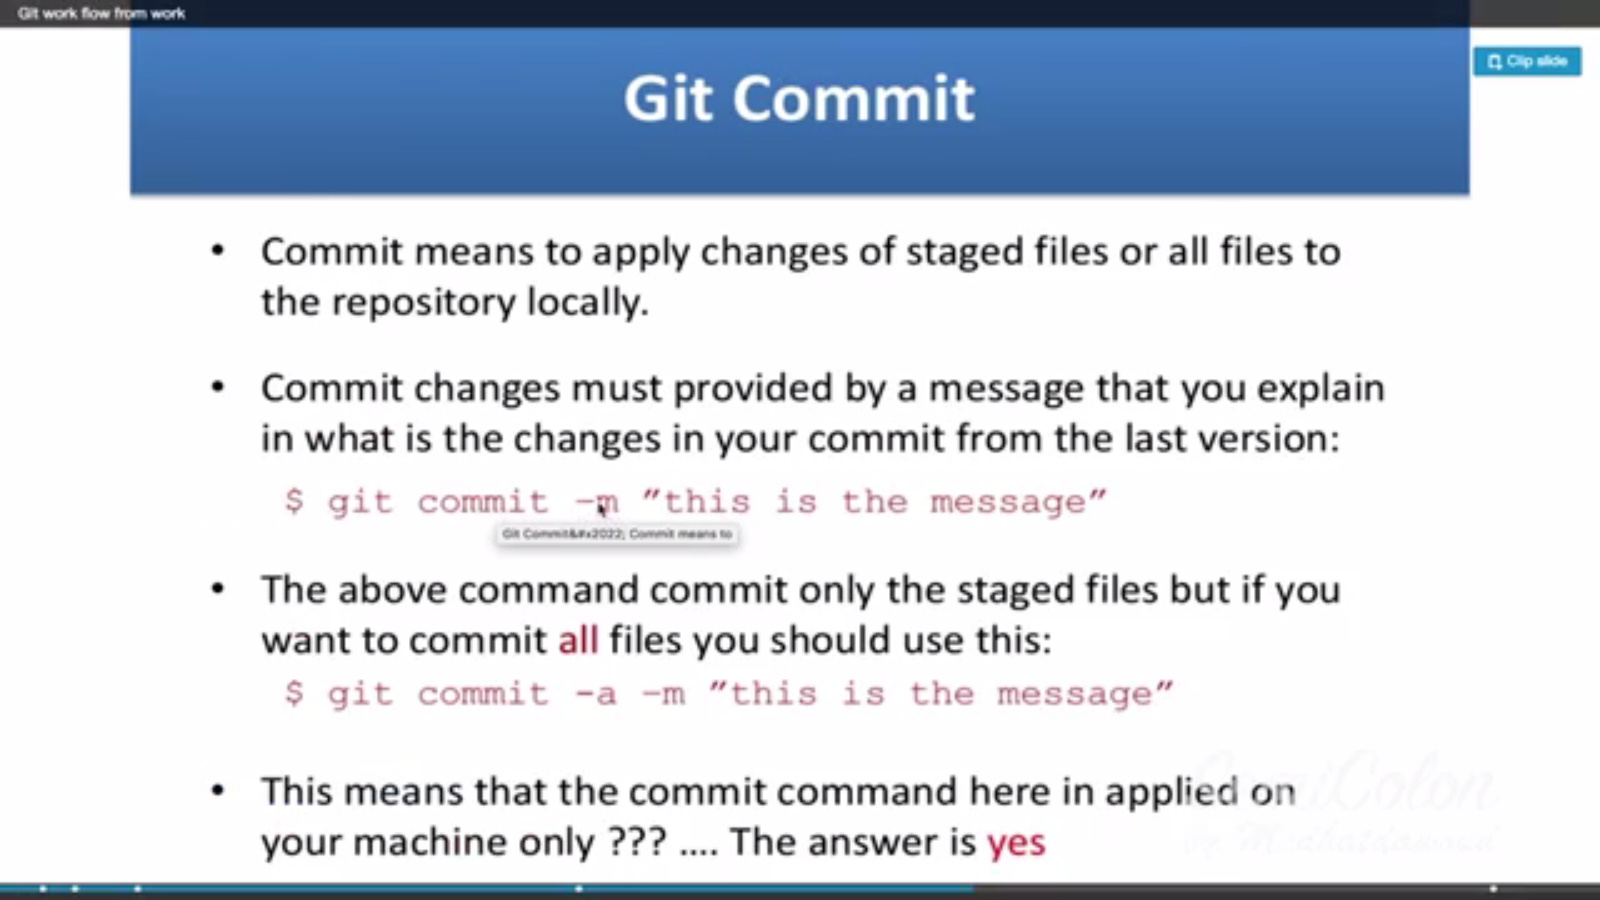 Git work flow from work
Clip slide
Git Commit
• Commit means to apply changes of staged files or all files to
the repository locally.
• Commit changes must provided by a message that you explain
in what is the changes in your commit from the last version:
$ git commit –m ”this is the message”
Git Commit&#x2022; Commit means to
• The above command commit only the staged files but if you
want to commit all files you should use this:
$ git commit -a –m ”this is the message”
• This means that the commit command here in applied on
your machine only ??? .... The answer is yes